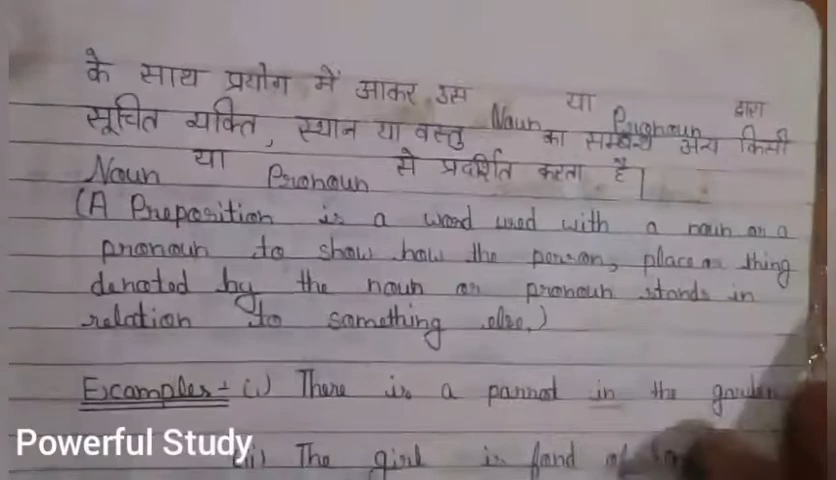 के साथ प्रयोग में आकर उस Noun या Pronoun द्वारा
सूचित व्यक्ति, स्थान या वस्तु का सम्बन्ध अन्य किसी
Noun या Pronoun से प्रदर्शित करता है|
(A Preposition is a word used with a noun or a
pronoun to show how the person, place or thing
denoted by the noun or pronoun stands in
relation to something else.)
Examples:- (i) There is a parrot in the garden
(ii) The girl is fond of
Powerful Study